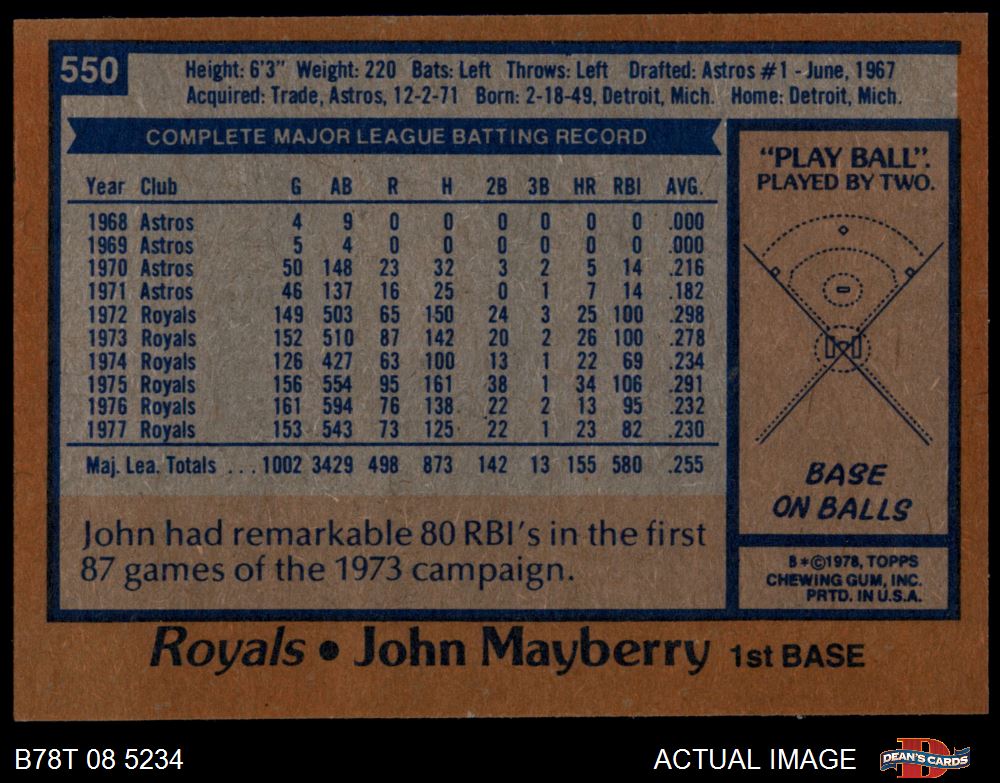 550
Height: 6'3" Weight: 220 Bats: Left Throws: Left Drafted: Astros #1 - June, 1967
Acquired: Trade, Astros, 12-2-71 Born: 2-18-49, Detroit, Mich. Home: Detroit, Mich.
COMPLETE MAJOR LEAGUE BATTING RECORD
Year Club G AB R H 2B 3B HR RBI AVG.
1968 Astros 4 9 0 0 0 0 0 0 .000
1969 Astros 5 4 0 0 0 0 0 0 .000
1970 Astros 50 148 23 32 3 2 5 14 .216
1971 Astros 46 137 16 25 0 1 7 14 .182
1972 Royals 149 503 65 150 24 3 25 100 .298
1973 Royals 152 510 87 142 20 2 26 100 .278
1974 Royals 126 427 63 100 13 1 22 69 .234
1975 Royals 156 554 95 161 38 1 34 106 .291
1976 Royals 161 594 76 138 22 2 13 95 .232
1977 Royals 153 543 73 125 22 1 23 82 .230
Maj. Lea. Totals ... 1002 3429 498 873 142 13 155 580 .255
John had remarkable 80 RBI's in the first
87 games of the 1973 campaign.
"PLAY BALL".
PLAYED BY TWO.
BASE
ON BALLS
B*©1978, TOPPS
CHEWING GUM, INC.
PRTD. IN U.S.A.
Royals • John Mayberry 1st BASE
B78T 08 5234
ACTUAL IMAGE
D
DEAN'S CARDS